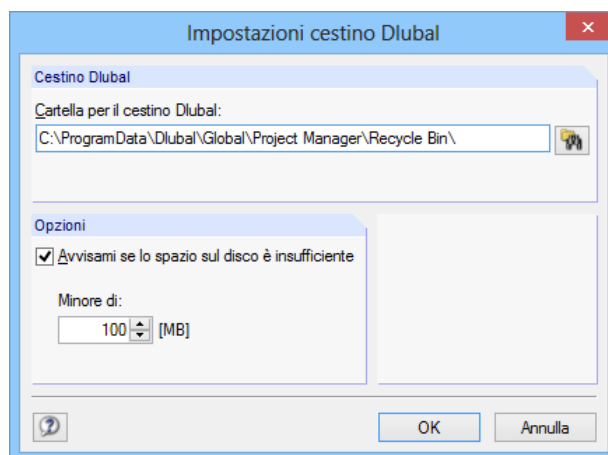 Impostazioni cestino Dlubal
Cestino Dlubal
Cartella per il cestino Dlubal:
C:\ProgramData\Dlubal\Global\Project Manager\Recycle Bin\
Opzioni
Avvisami se lo spazio sul disco è insufficiente
Minore di:
100 [MB]
OK Annulla